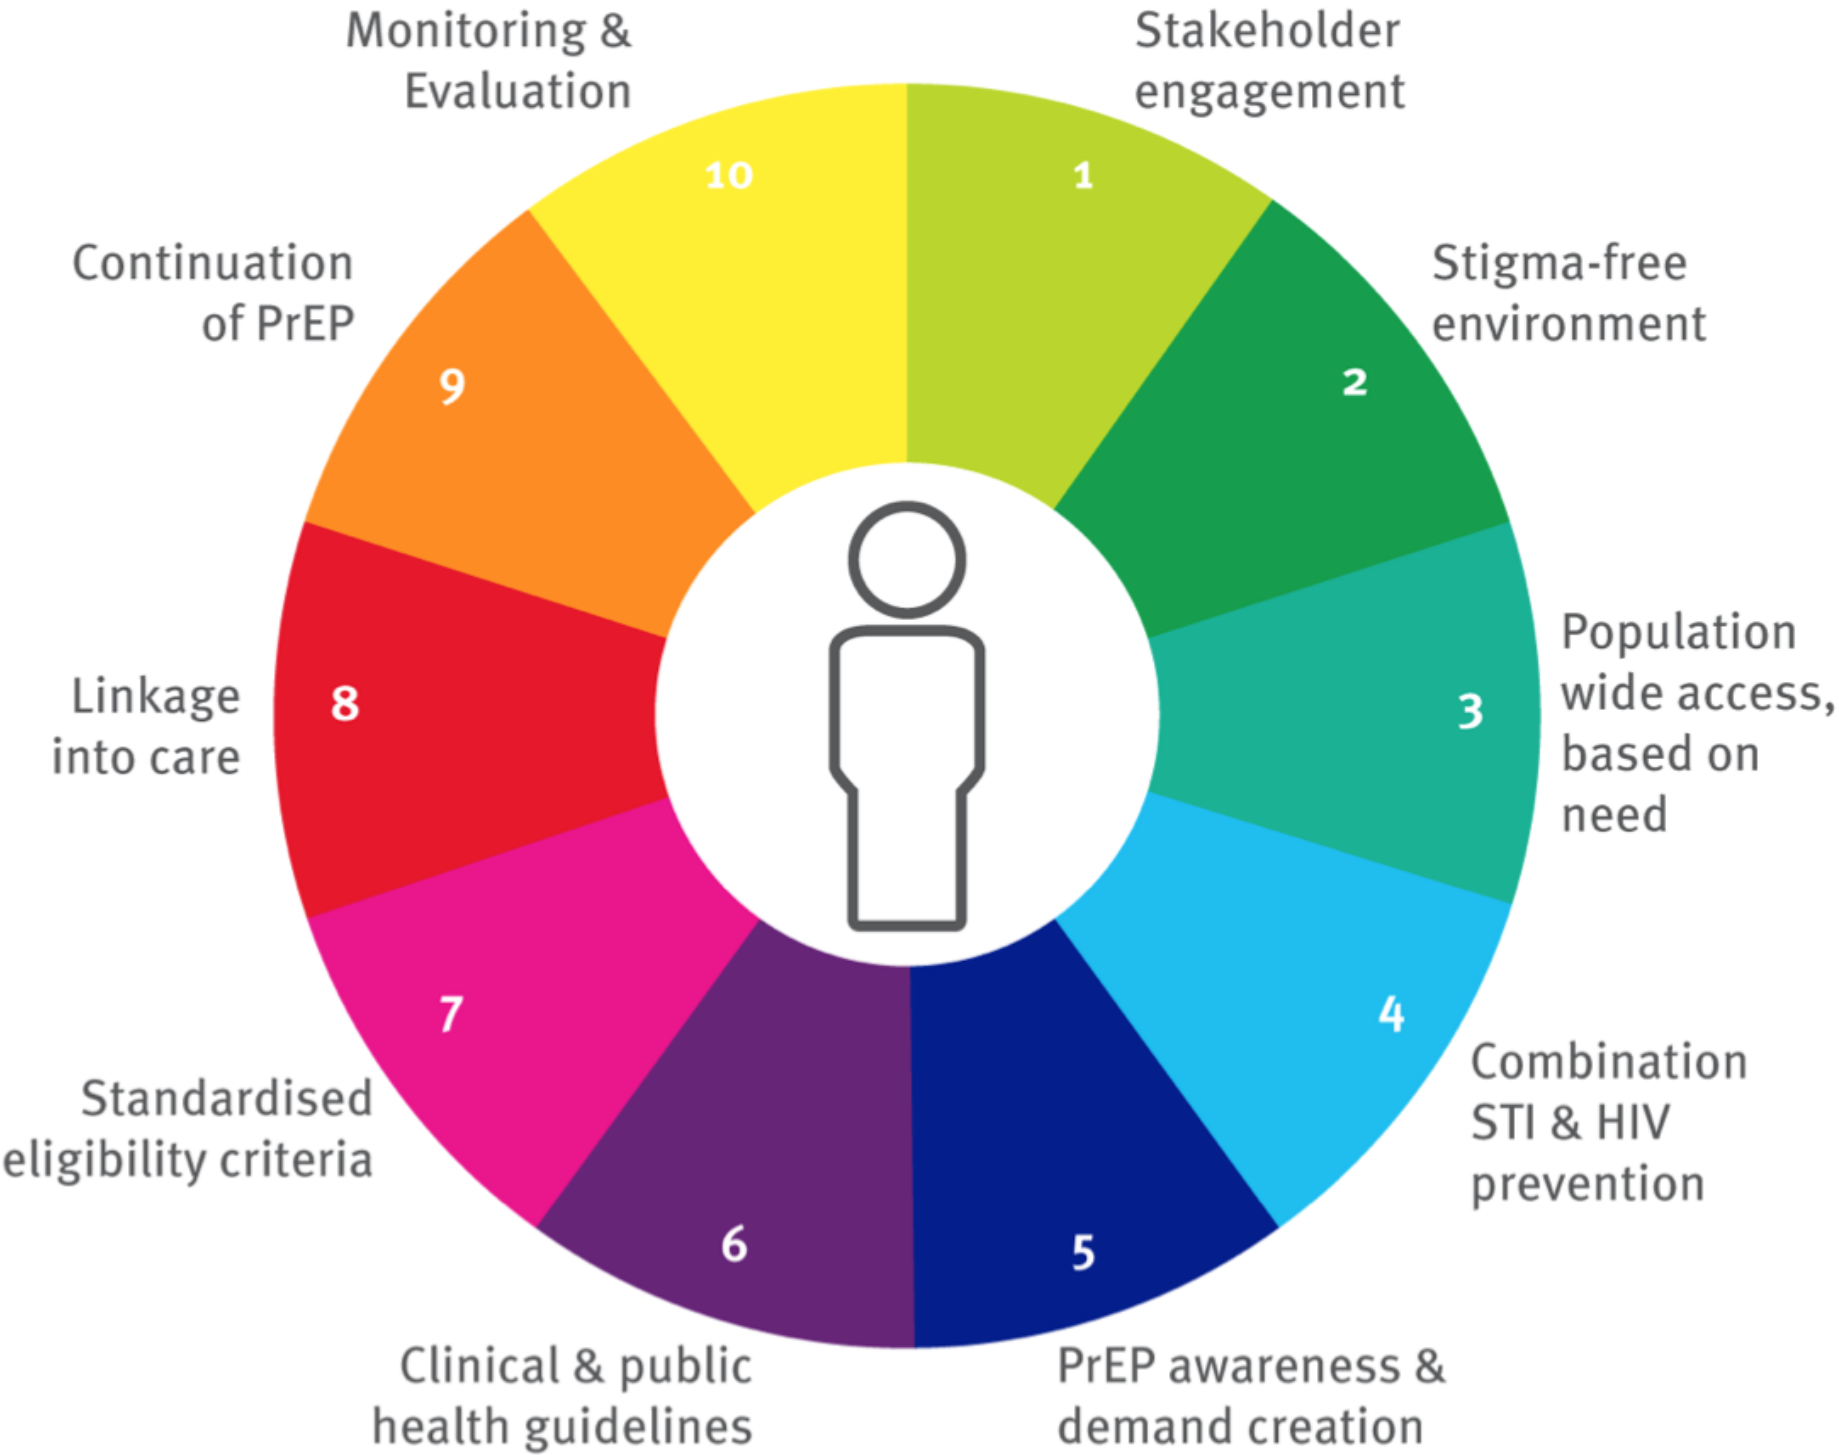 Stakeholder
engagement
1
Stigma-free
environment
2
Population
wide access,
based on
need
3
Combination
STI & HIV
prevention
4
PrEP awareness &
demand creation
5
Clinical & public
health guidelines
6
Standardised
eligibility criteria
7
Linkage
into care
8
Continuation
of PrEP
9
Monitoring &
Evaluation
10